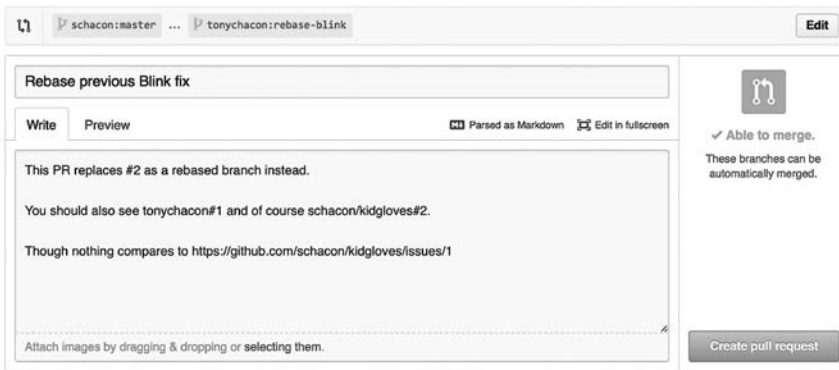 schacon:master ... tonychacon:rebase-blink Edit
Rebase previous Blink fix
Write Preview Parsed as Markdown Edit in fullscreen
This PR replaces #2 as a rebased branch instead.
You should also see tonychacon#1 and of course schacon/kidgloves#2.
Though nothing compares to https://github.com/schacon/kidgloves/issues/1
Attach images by dragging & dropping or selecting them.
✓ Able to merge.
These branches can be
automatically merged.
Create pull request